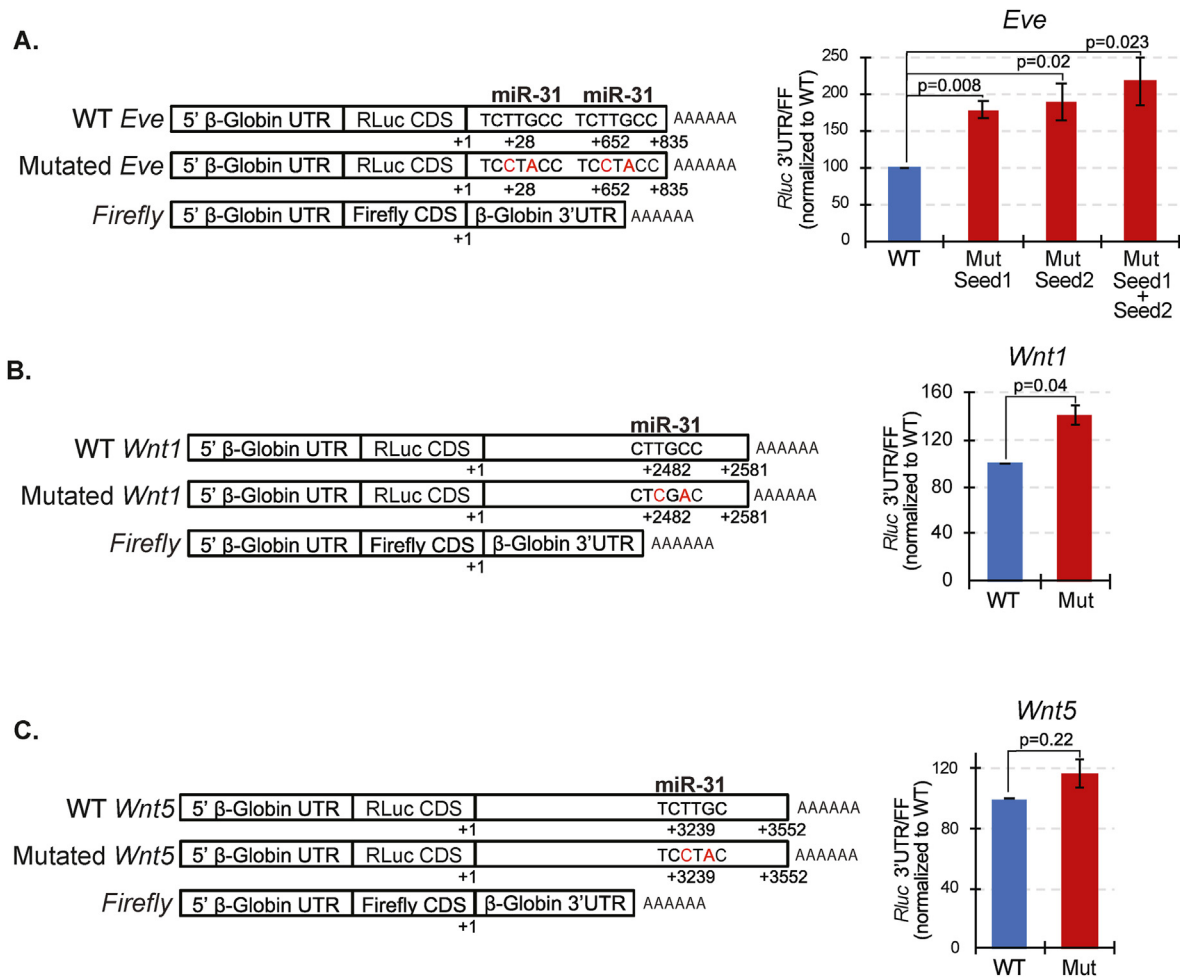 A.
miR-31 miR-31
WT Eve 5' β-Globin UTR RLuc CDS TCTTGCC TCTTGCC AAAAAA
+1 +28 +652 +835
Mutated Eve 5' β-Globin UTR RLuc CDS TCCTACC TCCTACC AAAAAA
+1 +28 +652 +835
Firefly 5' β-Globin UTR Firefly CDS β-Globin 3'UTR AAAAAA
+1
Eve
Rluc 3'UTR/FF
(normalized to WT)
250
200
150
100
50
0
p=0.023
p=0.02
p=0.008
WT Mut Mut Mut
Seed1 Seed2 Seed1
+
Seed2
B.
miR-31
WT Wnt1 5' β-Globin UTR RLuc CDS CTTGCC AAAAAA
+1 +2482 +2581
Mutated Wnt1 5' β-Globin UTR RLuc CDS CTCGAC AAAAAA
+1 +2482 +2581
Firefly 5' β-Globin UTR Firefly CDS β-Globin 3'UTR AAAAAA
+1
Wnt1
Rluc 3'UTR/FF
(normalized to WT)
160
120
80
40
0
p=0.04
WT Mut
C.
miR-31
WT Wnt5 5' β-Globin UTR RLuc CDS TCTTGC AAAAAA
+1 +3239 +3552
Mutated Wnt5 5' β-Globin UTR RLuc CDS TCCTAC AAAAAA
+1 +3239 +3552
Firefly 5' β-Globin UTR Firefly CDS β-Globin 3'UTR AAAAAA
+1
Wnt5
Rluc 3'UTR/FF
(normalized to WT)
120
80
40
0
p=0.22
WT Mut